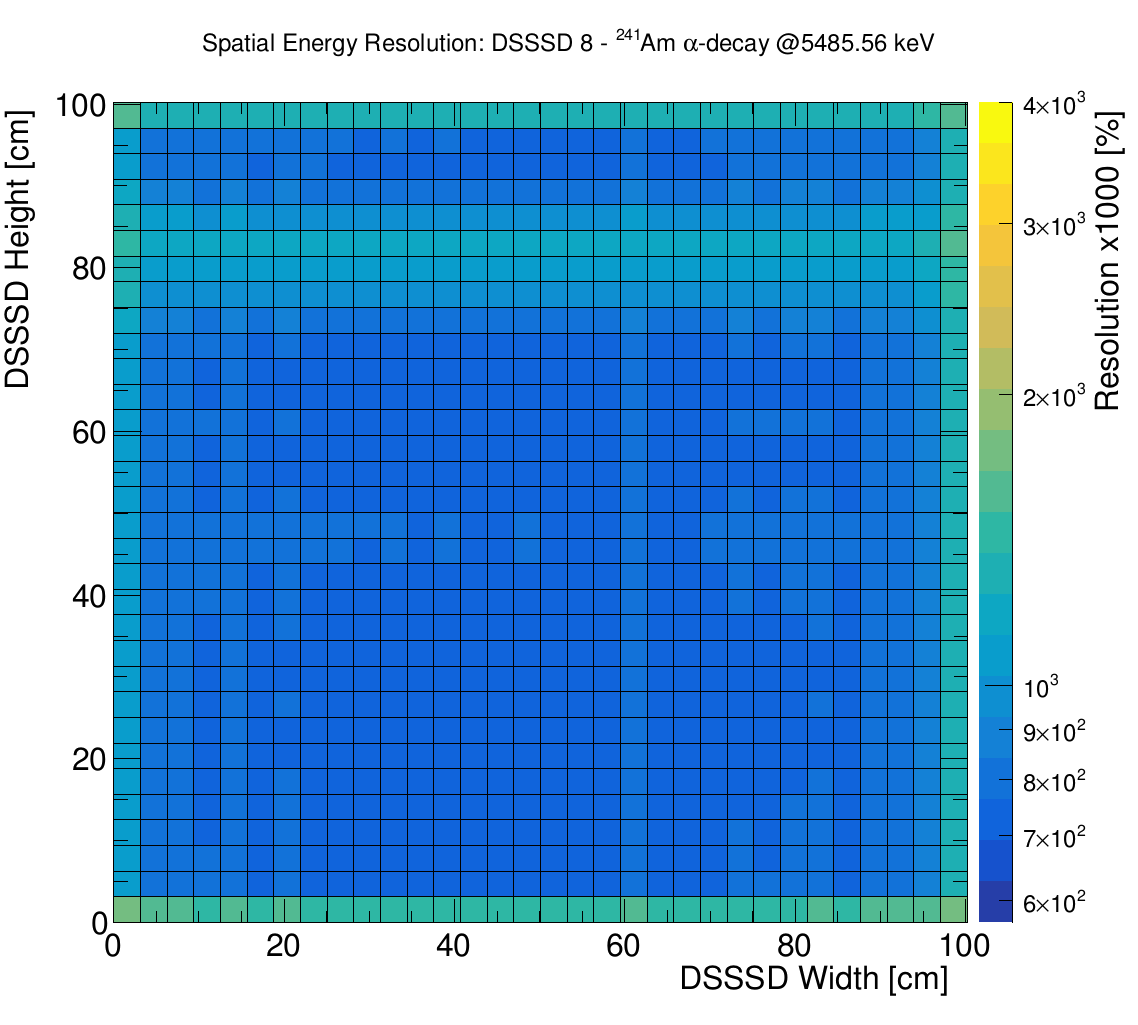 Spatial Energy Resolution: DSSSD 8 - ²⁴¹Am α-decay @5485.56 keV
DSSSD Height [cm]
100
80
60
40
20
0
0 20 40 60 80 100
DSSSD Width [cm]
4×10³
3×10³
2×10³
10³
9×10²
8×10²
7×10²
6×10²
Resolution x1000 [%]